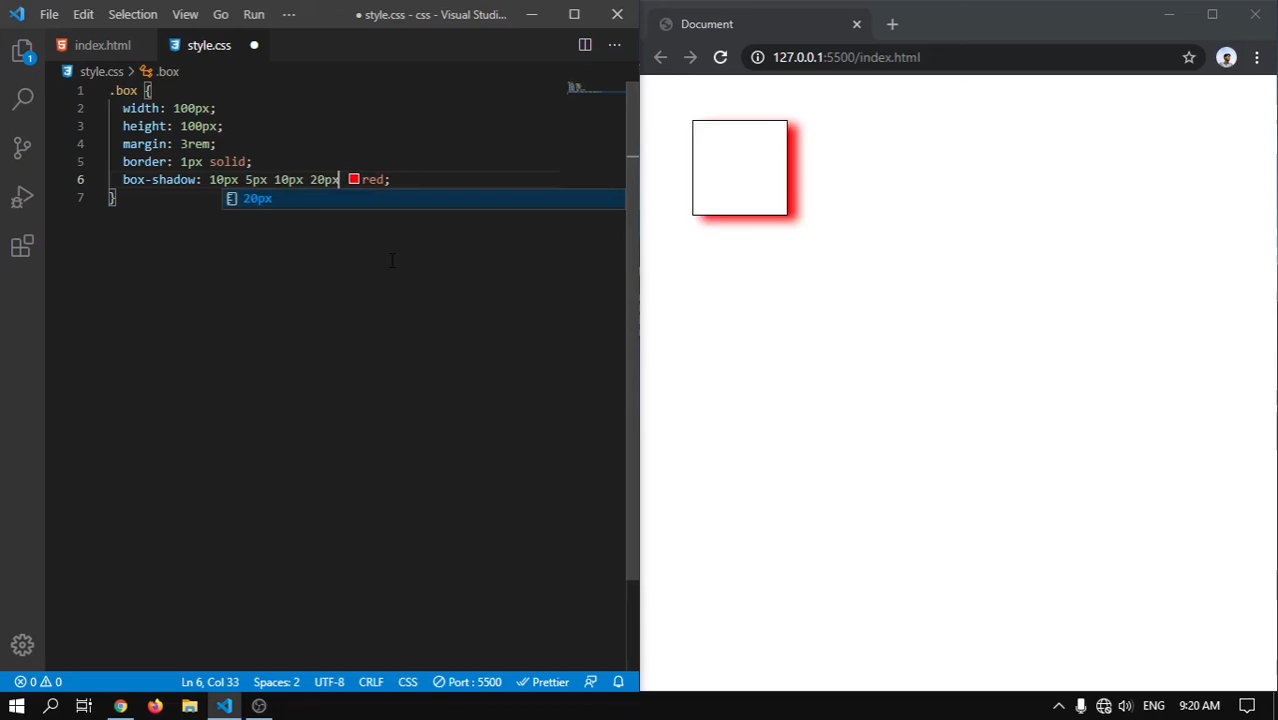 File Edit Selection View Go Run ··· ● style.css - css - Visual Studi...
index.html style.css ●
style.css > .box
1 .box {
2 width: 100px;
3 height: 100px;
4 margin: 3rem;
5 border: 1px solid;
6 box-shadow: 10px 5px 10px 20px red;
20px
7 }
1
0 0 Ln 6, Col 33 Spaces: 2 UTF-8 CRLF CSS Port : 5500 Prettier
Document
127.0.0.1:5500/index.html
ENG 9:20 AM